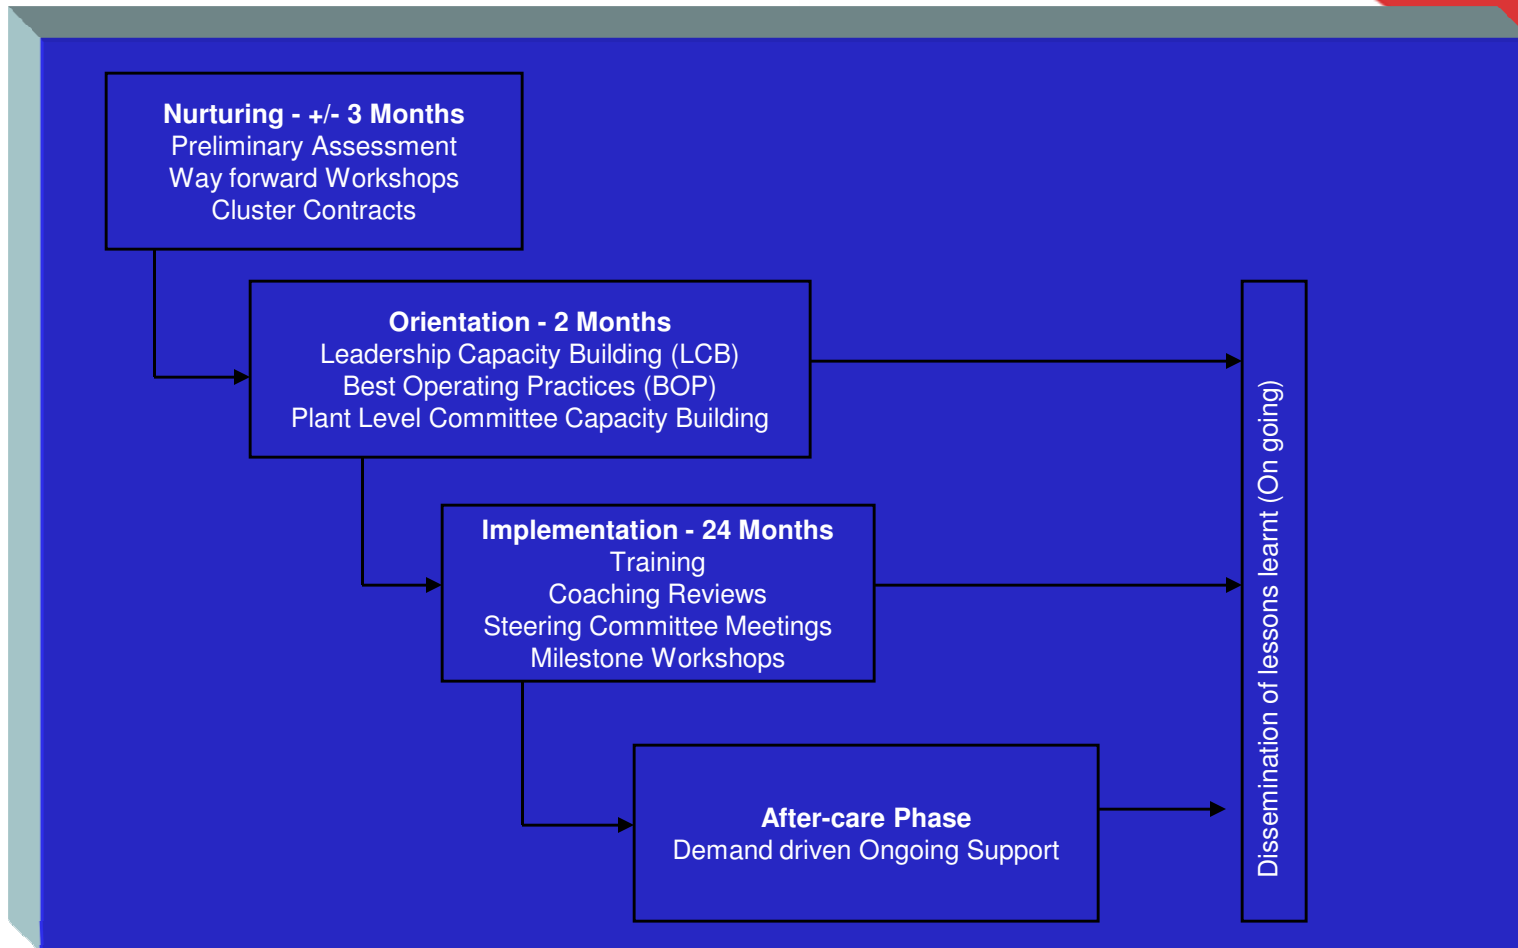 Nurturing - +/- 3 Months
Preliminary Assessment
Way forward Workshops
Cluster Contracts
Orientation - 2 Months
Leadership Capacity Building (LCB)
Best Operating Practices (BOP)
Plant Level Committee Capacity Building
Implementation - 24 Months
Training
Coaching Reviews
Steering Committee Meetings
Milestone Workshops
After-care Phase
Demand driven Ongoing Support
Dissemination of lessons learnt (On going)